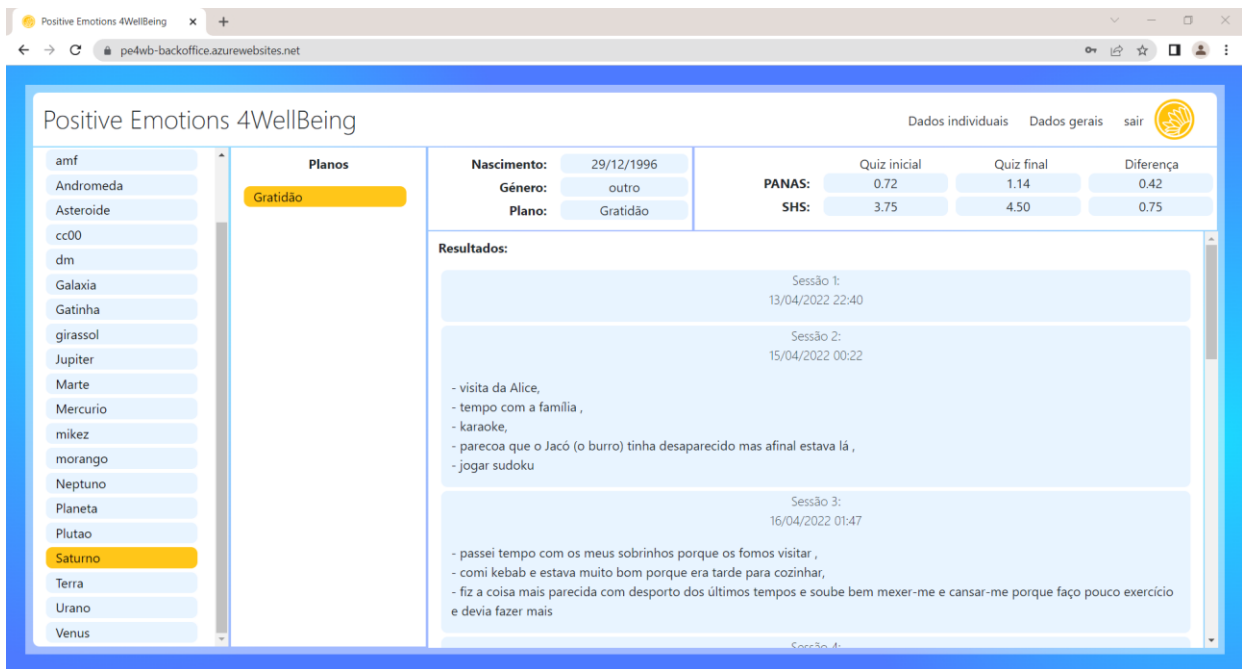 Positive Emotions 4WellBeing
pe4wb-backoffice.azurewebsites.net
Positive Emotions 4WellBeing
Dados individuais Dados gerais sair
amf
Andromeda
Asteroide
cc00
dm
Galaxia
Gatinha
girassol
Jupiter
Marte
Mercurio
mikez
morango
Neptuno
Planeta
Plutao
Saturno
Terra
Urano
Venus
Planos
Gratidão
Nascimento: 29/12/1996
Género: outro
Plano: Gratidão
Quiz inicial Quiz final Diferença
PANAS: 0.72 1.14 0.42
SHS: 3.75 4.50 0.75
Resultados:
Sessão 1:
13/04/2022 22:40
Sessão 2:
15/04/2022 00:22
- visita da Alice,
- tempo com a família ,
- karaoke,
- parecoa que o Jacó (o burro) tinha desaparecido mas afinal estava lá ,
- jogar sudoku
Sessão 3:
16/04/2022 01:47
- passei tempo com os meus sobrinhos porque os fomos visitar ,
- comi kebab e estava muito bom porque era tarde para cozinhar,
- fiz a coisa mais parecida com desporto dos últimos tempos e soube bem mexer-me e cansar-me porque faço pouco exercício
e devia fazer mais
Sessão 4: